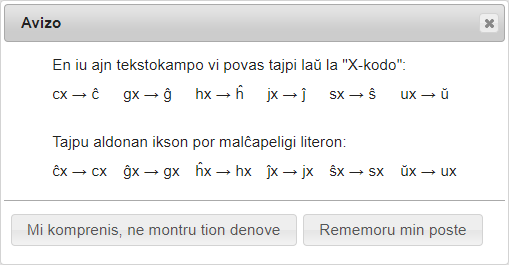 Avizo
En iu ajn tekstokampo vi povas tajpi laŭ la "X-kodo":
cx → ĉ gx → ĝ hx → ĥ jx → ĵ sx → ŝ ux → ŭ
Tajpu aldonan ikson por malĉapeligi literon:
ĉx → cx ĝx → gx ĥx → hx ĵx → jx ŝx → sx ŭx → ux
Mi komprenis, ne montru tion denove Rememoru min poste